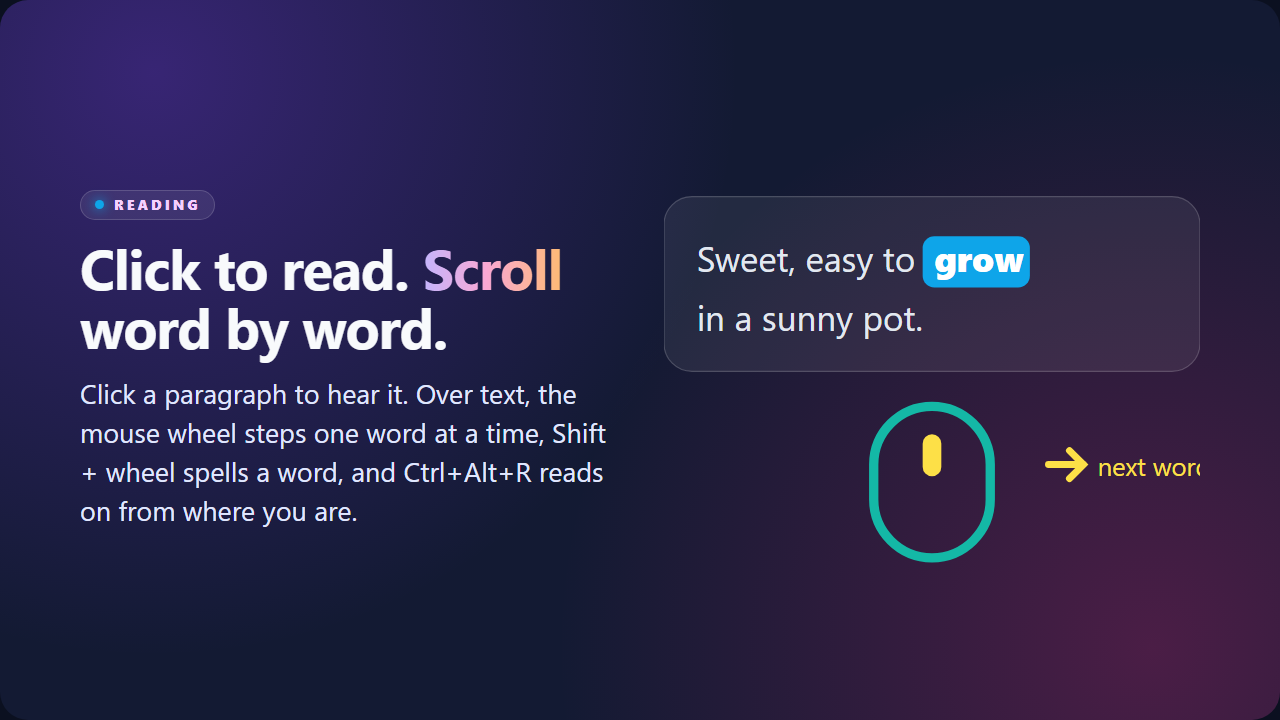 READING
Click to read. Scroll
word by word.
Click a paragraph to hear it. Over text, the
mouse wheel steps one word at a time, Shift
+ wheel spells a word, and Ctrl+Alt+R reads
on from where you are.
Sweet, easy to grow
in a sunny pot.
next word